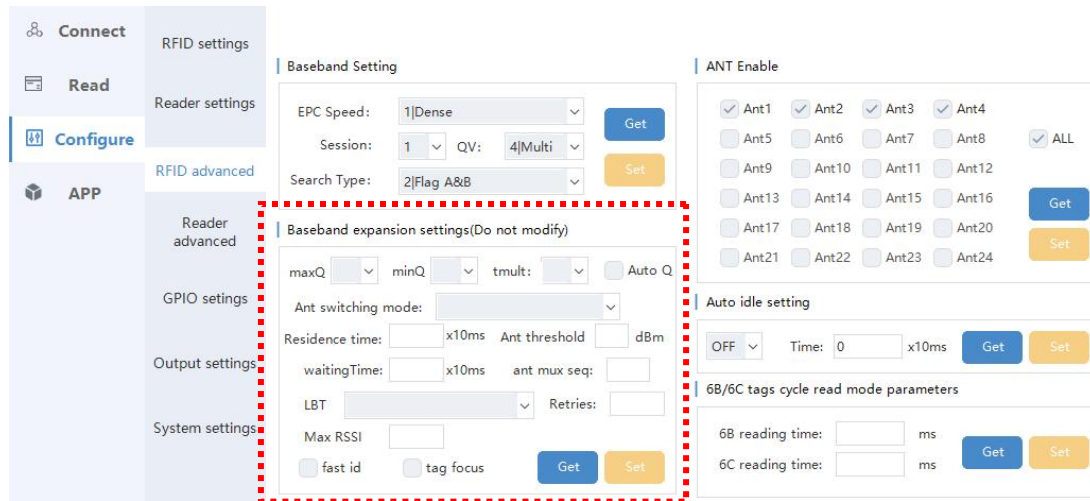 Connect
Read
Configure
APP
RFID settings
Reader settings
RFID advanced
Reader
advanced
GPIO setings
Output settings
System settings
Baseband Setting
EPC Speed: 1|Dense
Get
Session: 1 QV: 4|Multi
Set
Search Type: 2|Flag A&B
Baseband expansion settings(Do not modify)
maxQ minQ tmult: Auto Q
Ant switching mode:
Residence time: x10ms Ant threshold dBm
waitingTime: x10ms ant mux seq:
LBT Retries:
Max RSSI
fast id tag focus Get Set
ANT Enable
Ant1 Ant2 Ant3 Ant4
Ant5 Ant6 Ant7 Ant8 ALL
Ant9 Ant10 Ant11 Ant12
Ant13 Ant14 Ant15 Ant16 Get
Ant17 Ant18 Ant19 Ant20
Set
Ant21 Ant22 Ant23 Ant24
Auto idle setting
OFF Time: 0 x10ms Get Set
6B/6C tags cycle read mode parameters
6B reading time: ms
Get Set
6C reading time: ms